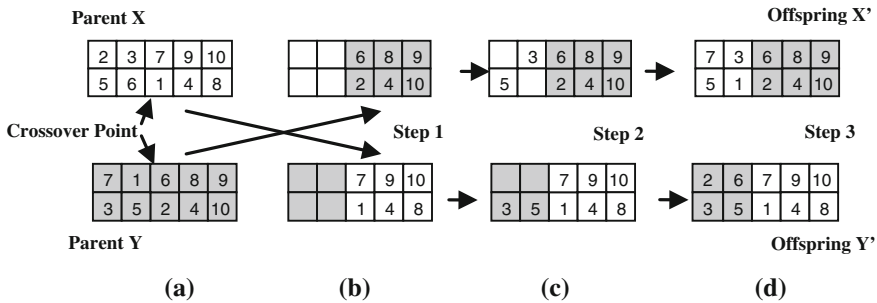 Parent X
Offspring X'
2 3 7 9 10
5 6 1 4 8
6 8 9
2 4 10
3 6 8 9
5 2 4 10
7 3 6 8 9
5 1 2 4 10
Crossover Point
Step 1
Step 2
Step 3
7 1 6 8 9
3 5 2 4 10
7 9 10
1 4 8
7 9 10
3 5 1 4 8
2 6 7 9 10
3 5 1 4 8
Parent Y
Offspring Y'
(a)
(b)
(c)
(d)